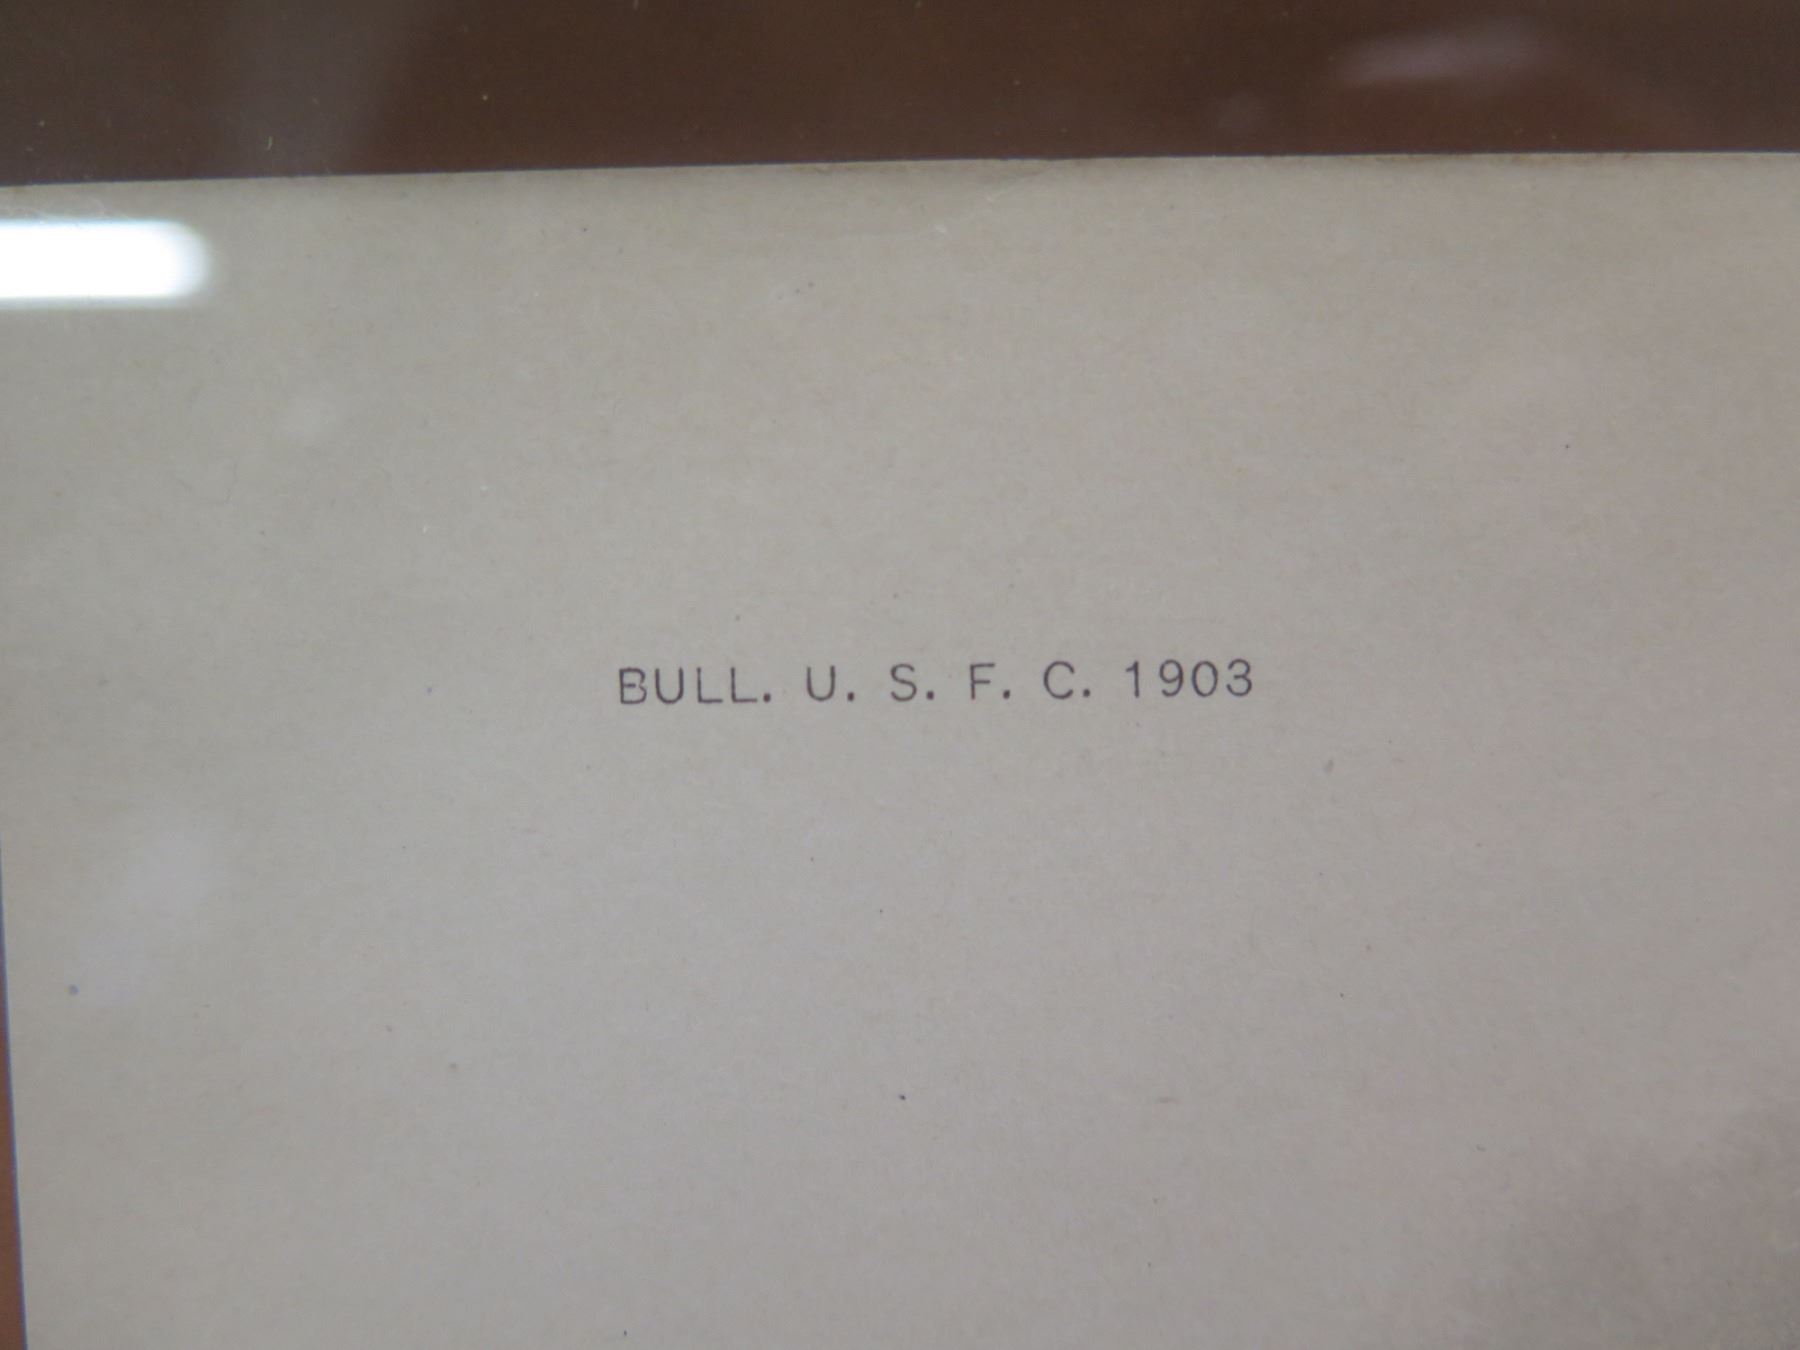 BULL. U. S. F. C. 1903